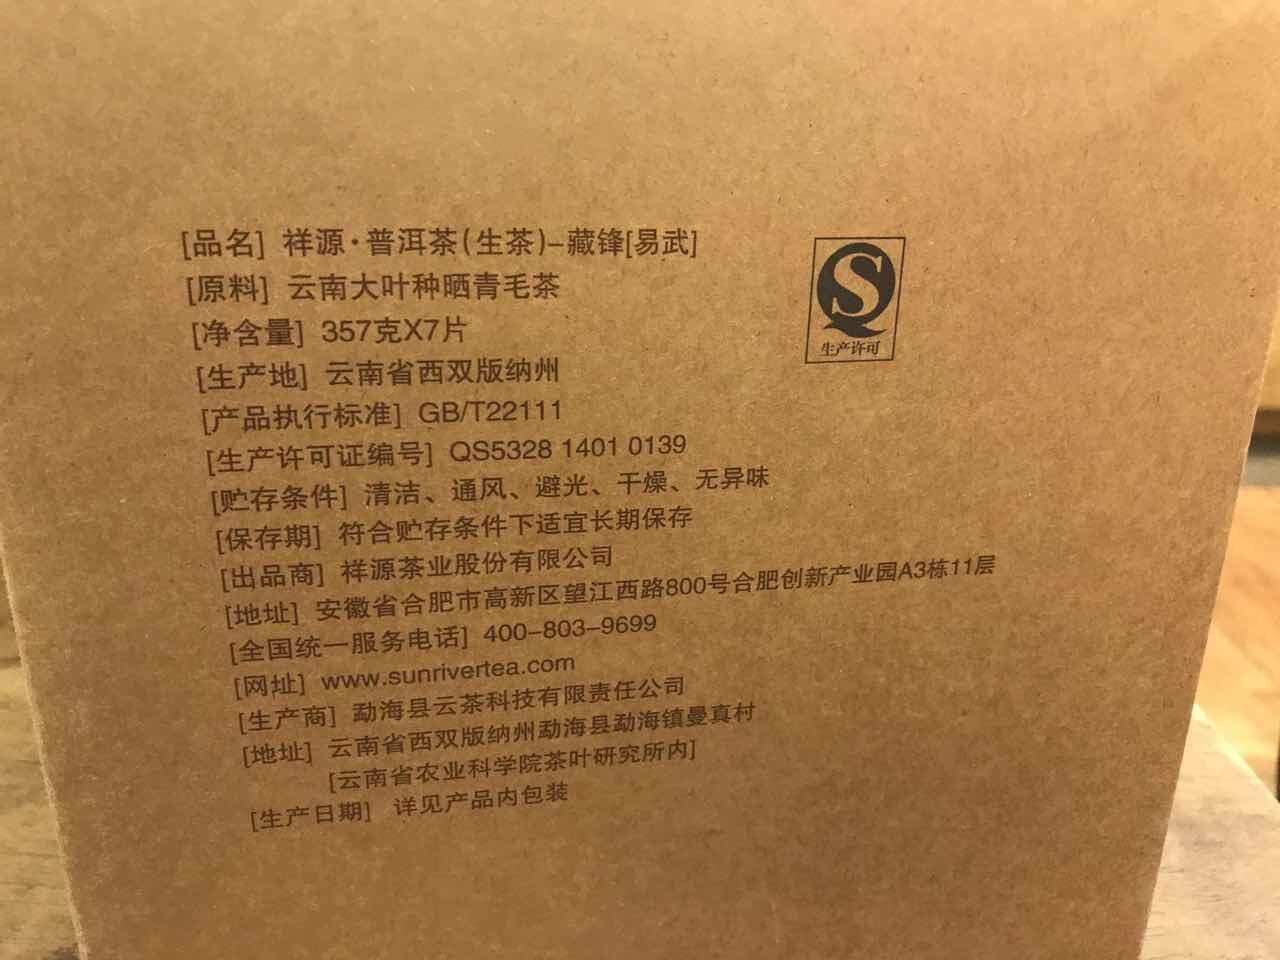 [品名] 祥源·普洱茶(生茶)-藏锋[易武]
[原料] 云南大叶种晒青毛茶
[净含量] 357克X7片
[生产地] 云南省西双版纳州
[产品执行标准] GB/T22111
[生产许可证编号] QS5328 1401 0139
[贮存条件] 清洁、通风、避光、干燥、无异味
[保存期] 符合贮存条件下适宜长期保存
[出品商] 祥源茶业股份有限公司
[地址] 安徽省合肥市高新区望江西路800号合肥创新产业园A3栋11层
[全国统一服务电话] 400-803-9699
[网址] www.sunrivertea.com
[生产商] 勐海县云茶科技有限责任公司
[地址] 云南省西双版纳州勐海县勐海镇曼真村
[云南省农业科学院茶叶研究所内]
[生产日期] 详见产品内包装
QS
生产许可